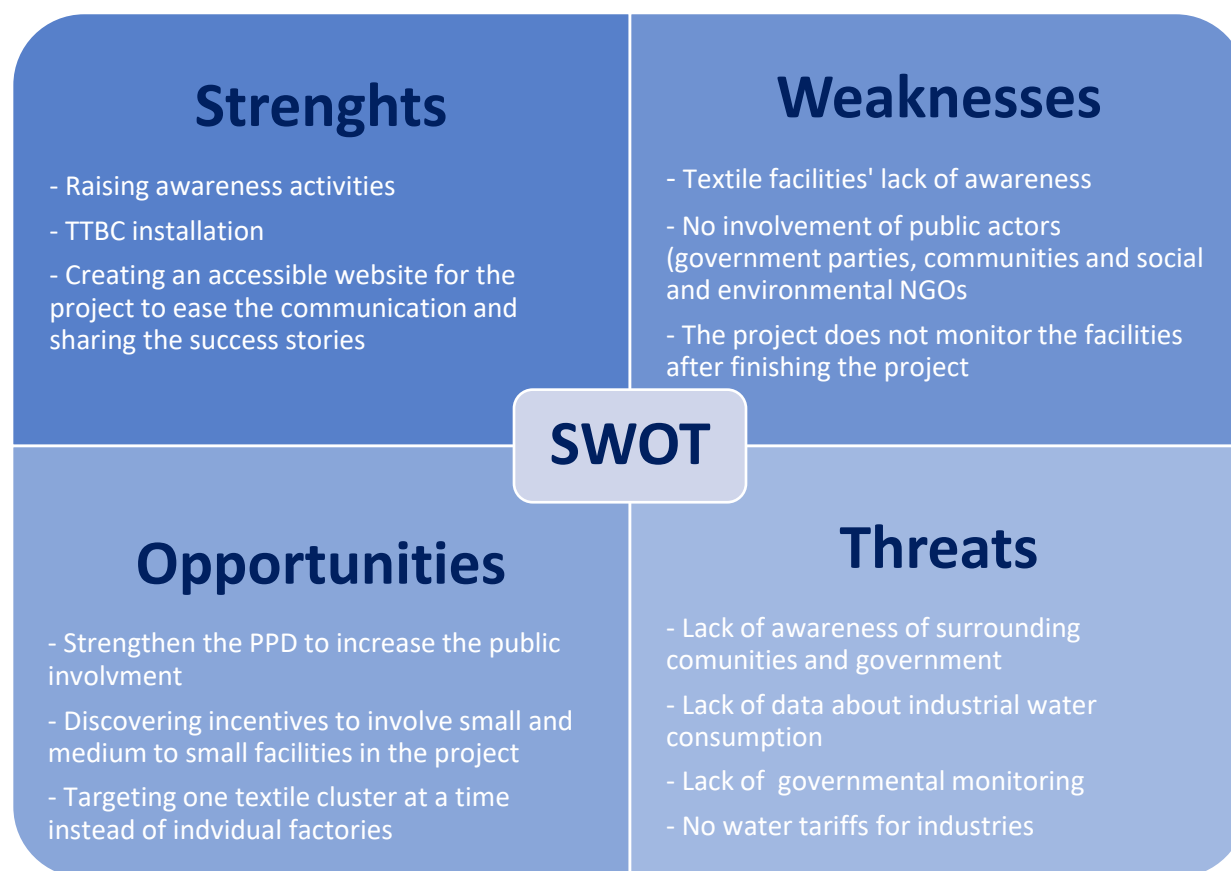 Strenghts
- Raising awareness activities
- TTBC installation
- Creating an accessible website for the
project to ease the communication and
sharing the success stories
Weaknesses
- Textile facilities' lack of awareness
- No involvement of public actors
(government parties, communities and social
and environmental NGOs
- The project does not monitor the facilities
after finishing the project
SWOT
Opportunities
- Strengthen the PPD to increase the public
involvment
- Discovering incentives to involve small and
medium to small facilities in the project
- Targeting one textile cluster at a time
instead of indvidual factories
Threats
- Lack of awareness of surrounding
comunities and government
- Lack of data about industrial water
consumption
- Lack of  governmental monitoring
- No water tariffs for industries